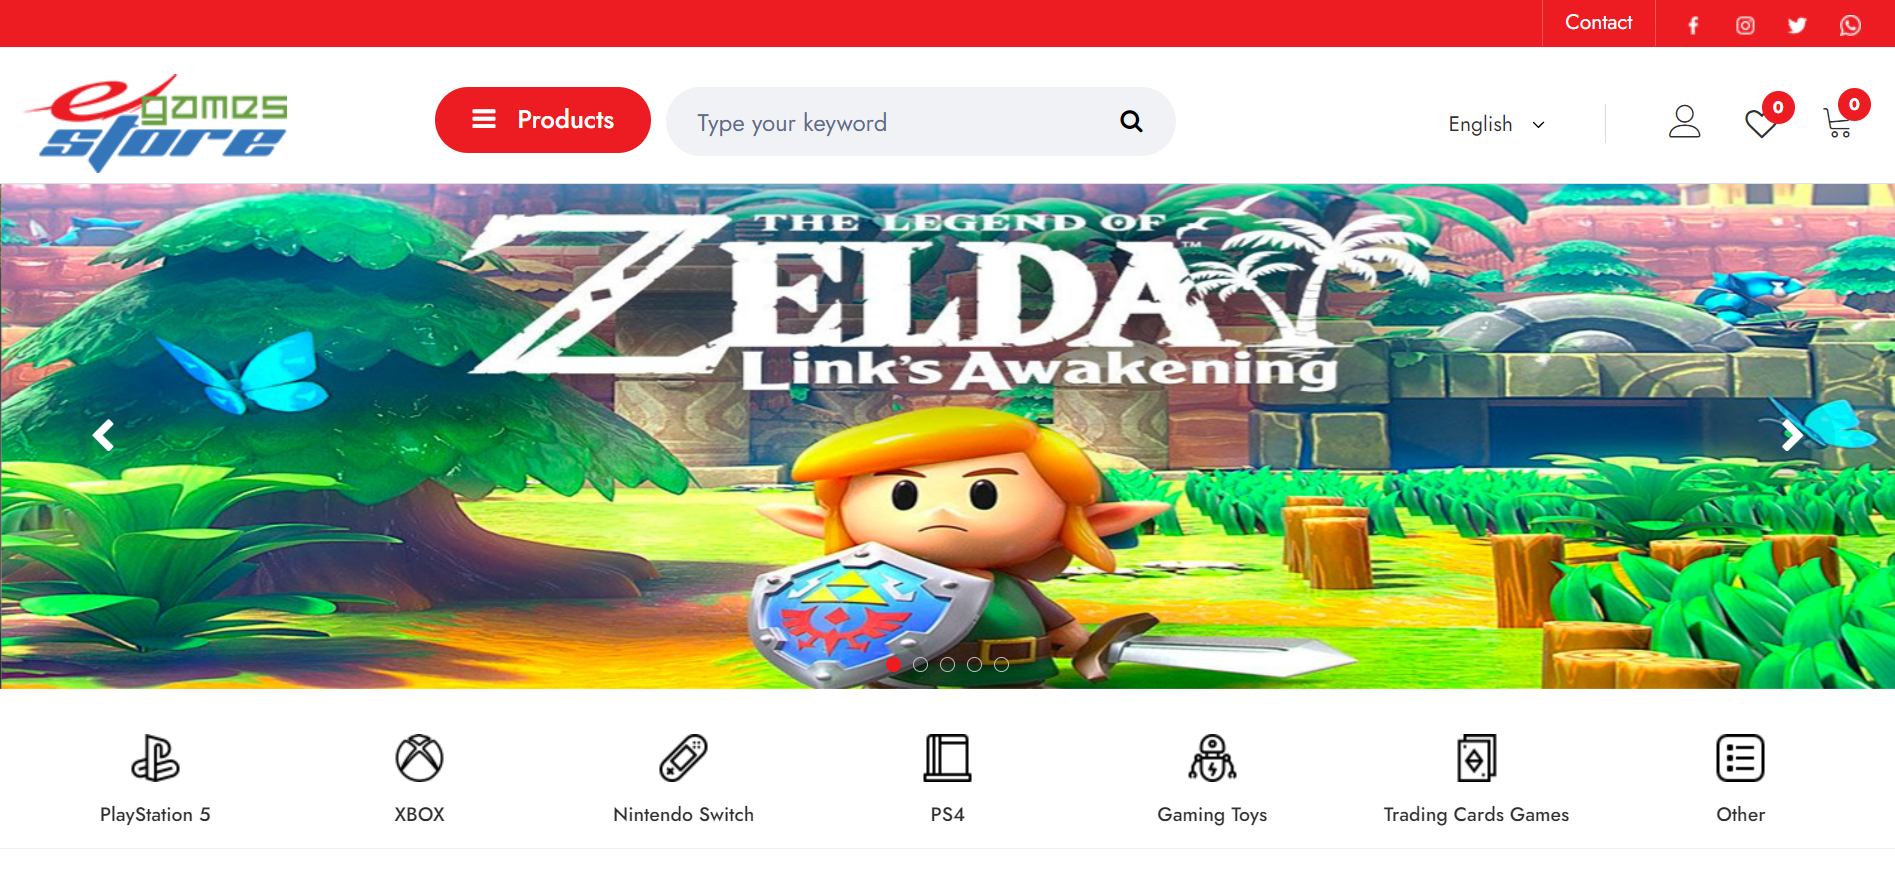 Contact
e games
store
Products
Type your keyword
English
0
0
THE LEGEND OF
ZELDA™
Link's Awakening
PlayStation 5
XBOX
Nintendo Switch
PS4
Gaming Toys
Trading Cards Games
Other